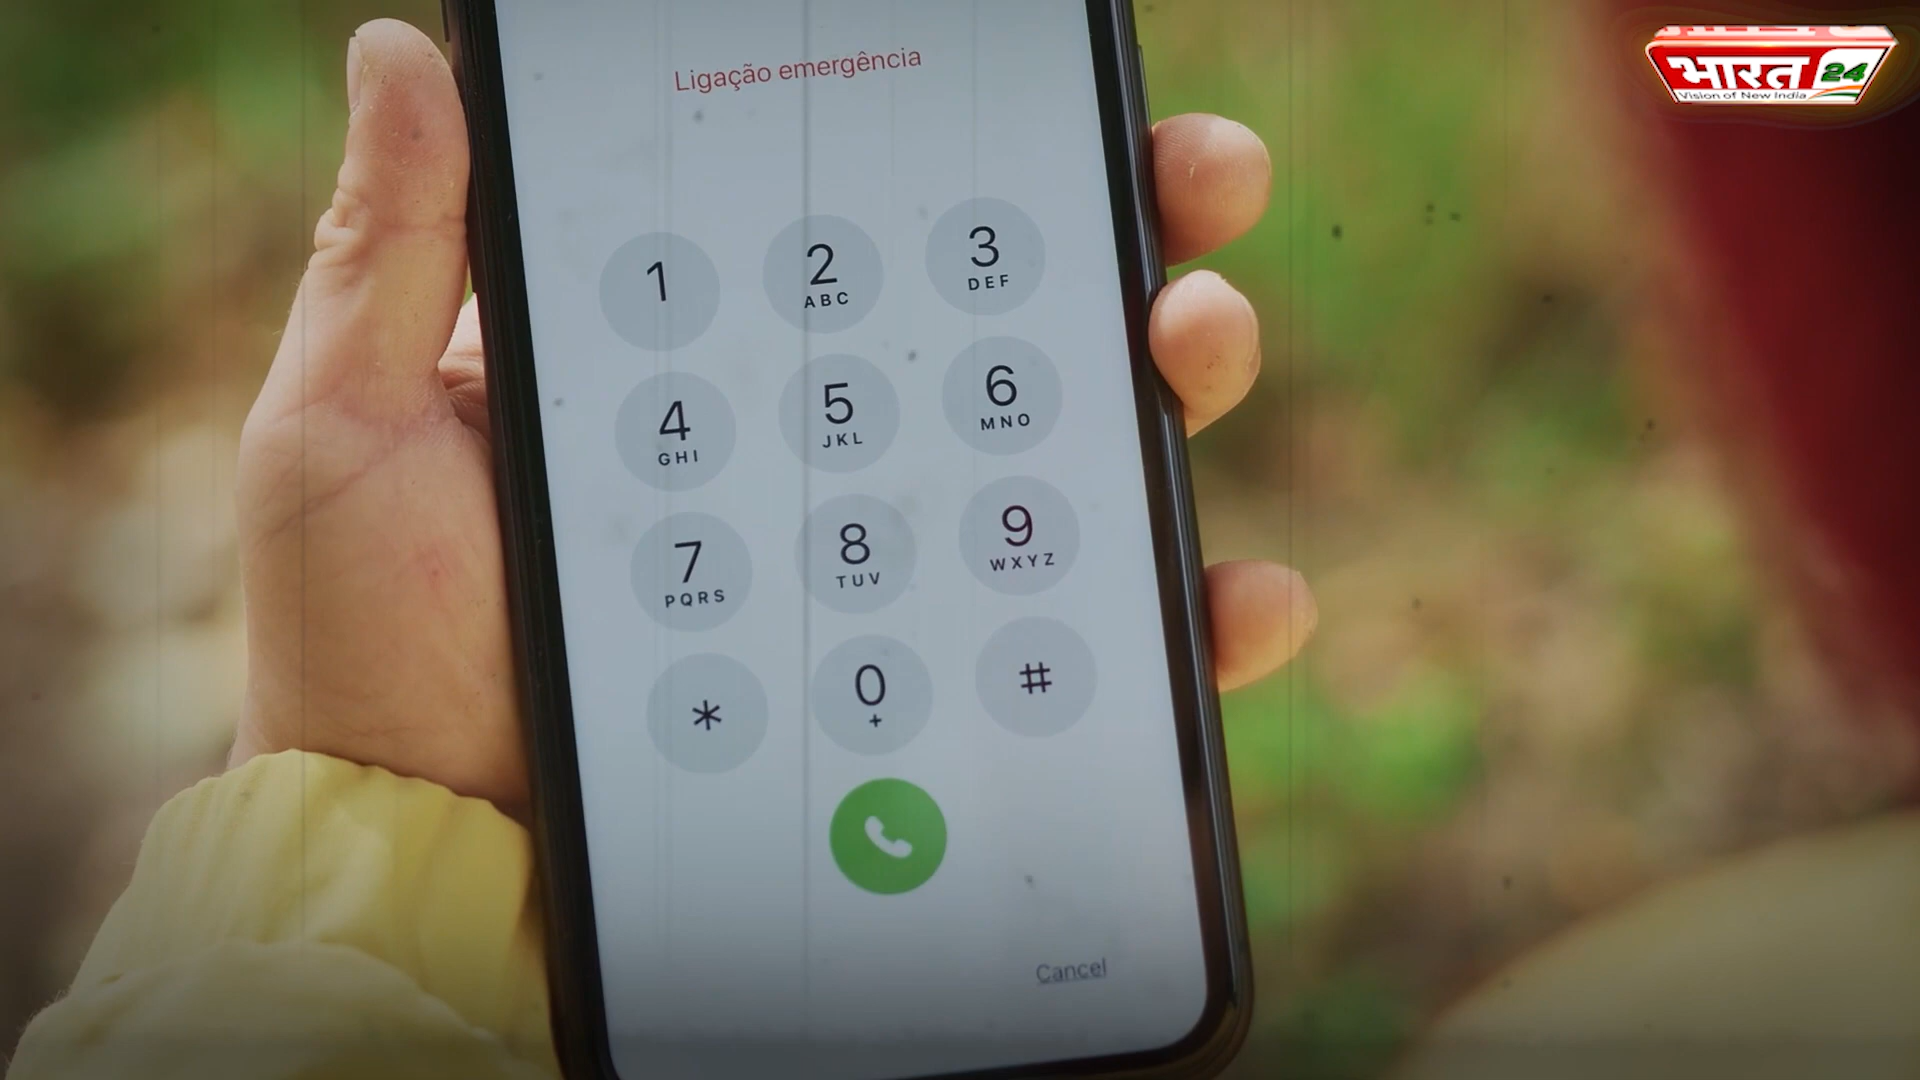 Ligação emergência
भारत 24
Vision of New India
1
2
ABC
3
DEF
4
GHI
5
JKL
6
MNO
7
PQRS
8
TUV
9
WXYZ
*
0
+
#
Cancel